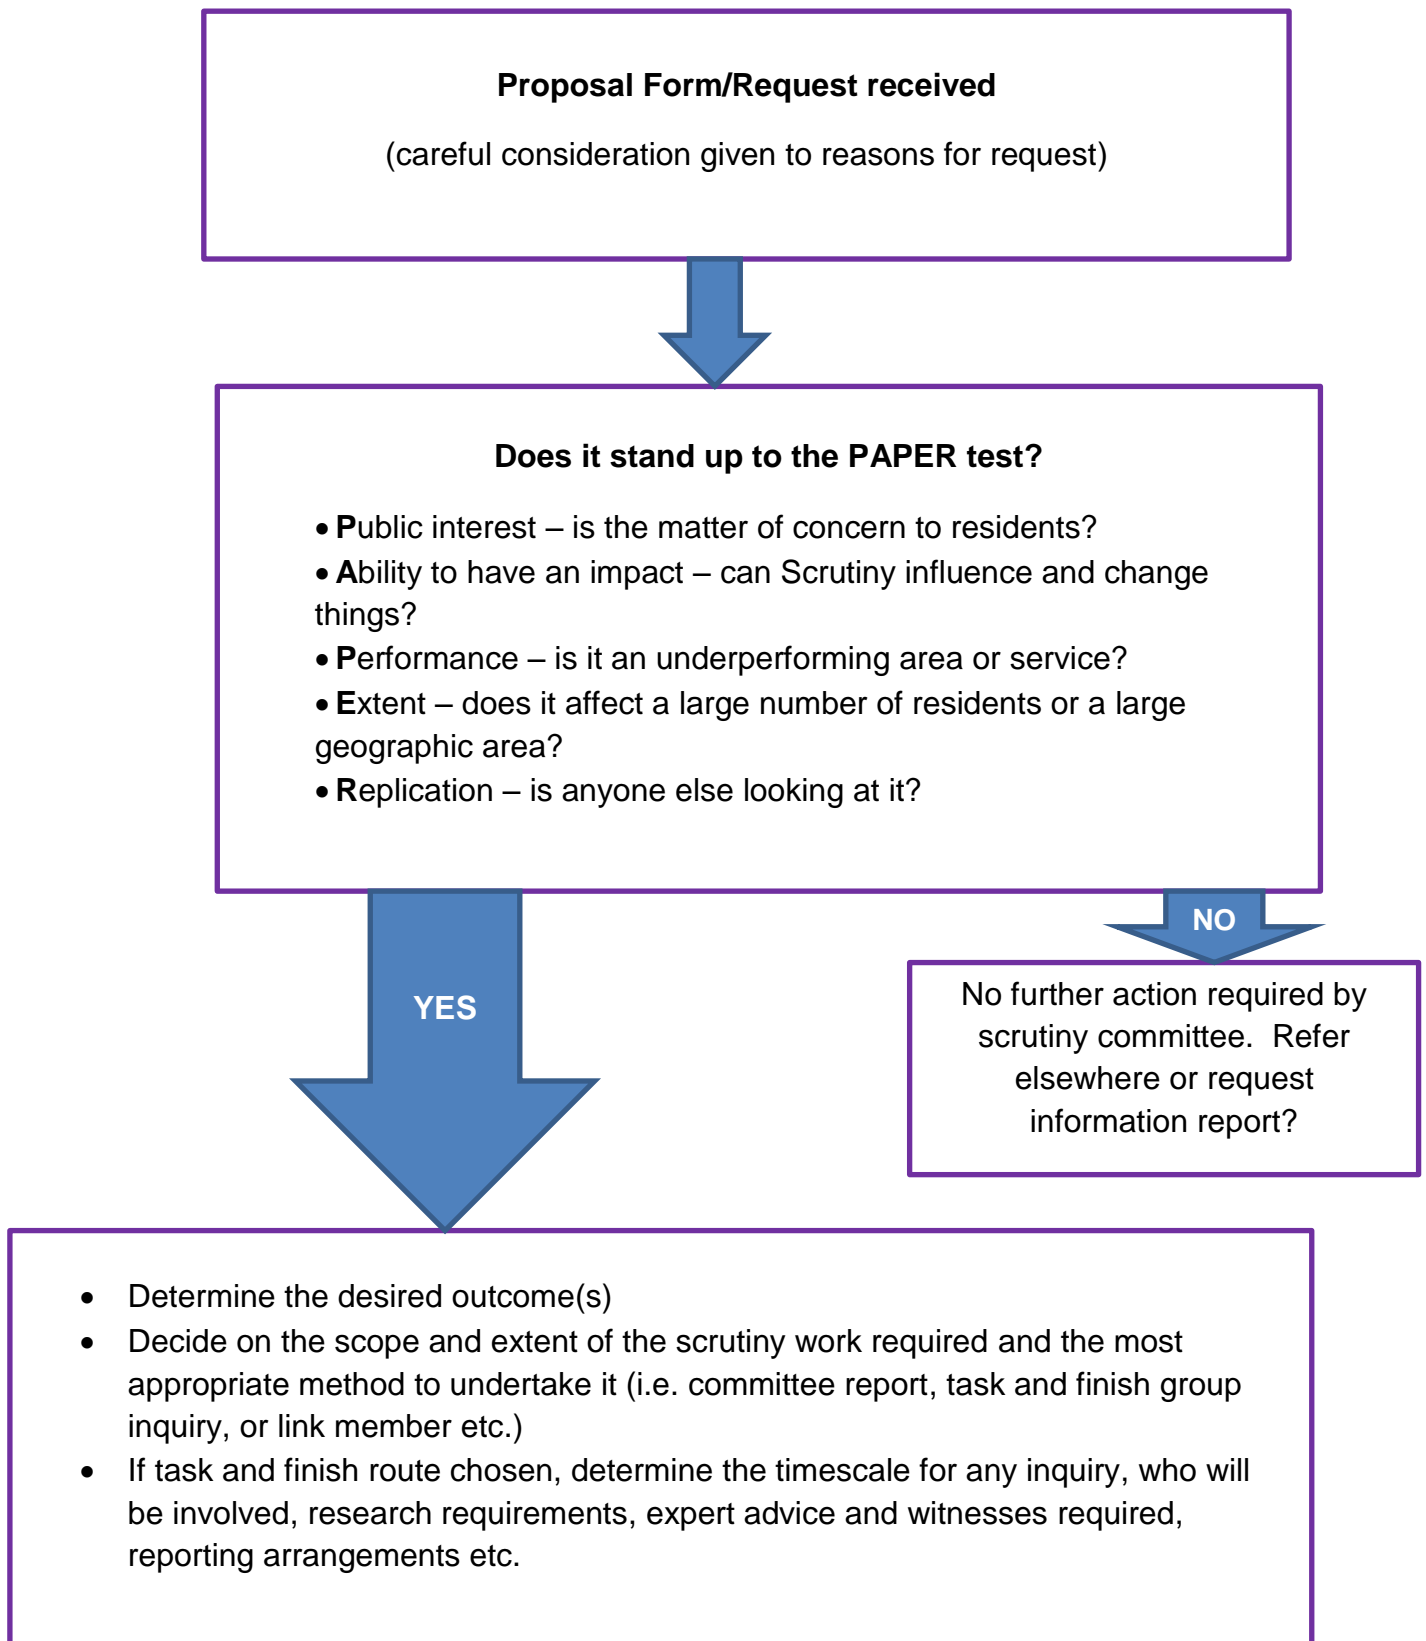 Proposal Form/Request received
(careful consideration given to reasons for request)
Does it stand up to the PAPER test?
• Public interest – is the matter of concern to residents?
• Ability to have an impact – can Scrutiny influence and change
things?
• Performance – is it an underperforming area or service?
• Extent – does it affect a large number of residents or a large
geographic area?
• Replication – is anyone else looking at it?
NO
YES
No further action required by
scrutiny committee.  Refer
elsewhere or request
information report?
• Determine the desired outcome(s)
• Decide on the scope and extent of the scrutiny work required and the most
appropriate method to undertake it (i.e. committee report, task and finish group
inquiry, or link member etc.)
• If task and finish route chosen, determine the timescale for any inquiry, who will
be involved, research requirements, expert advice and witnesses required,
reporting arrangements etc.